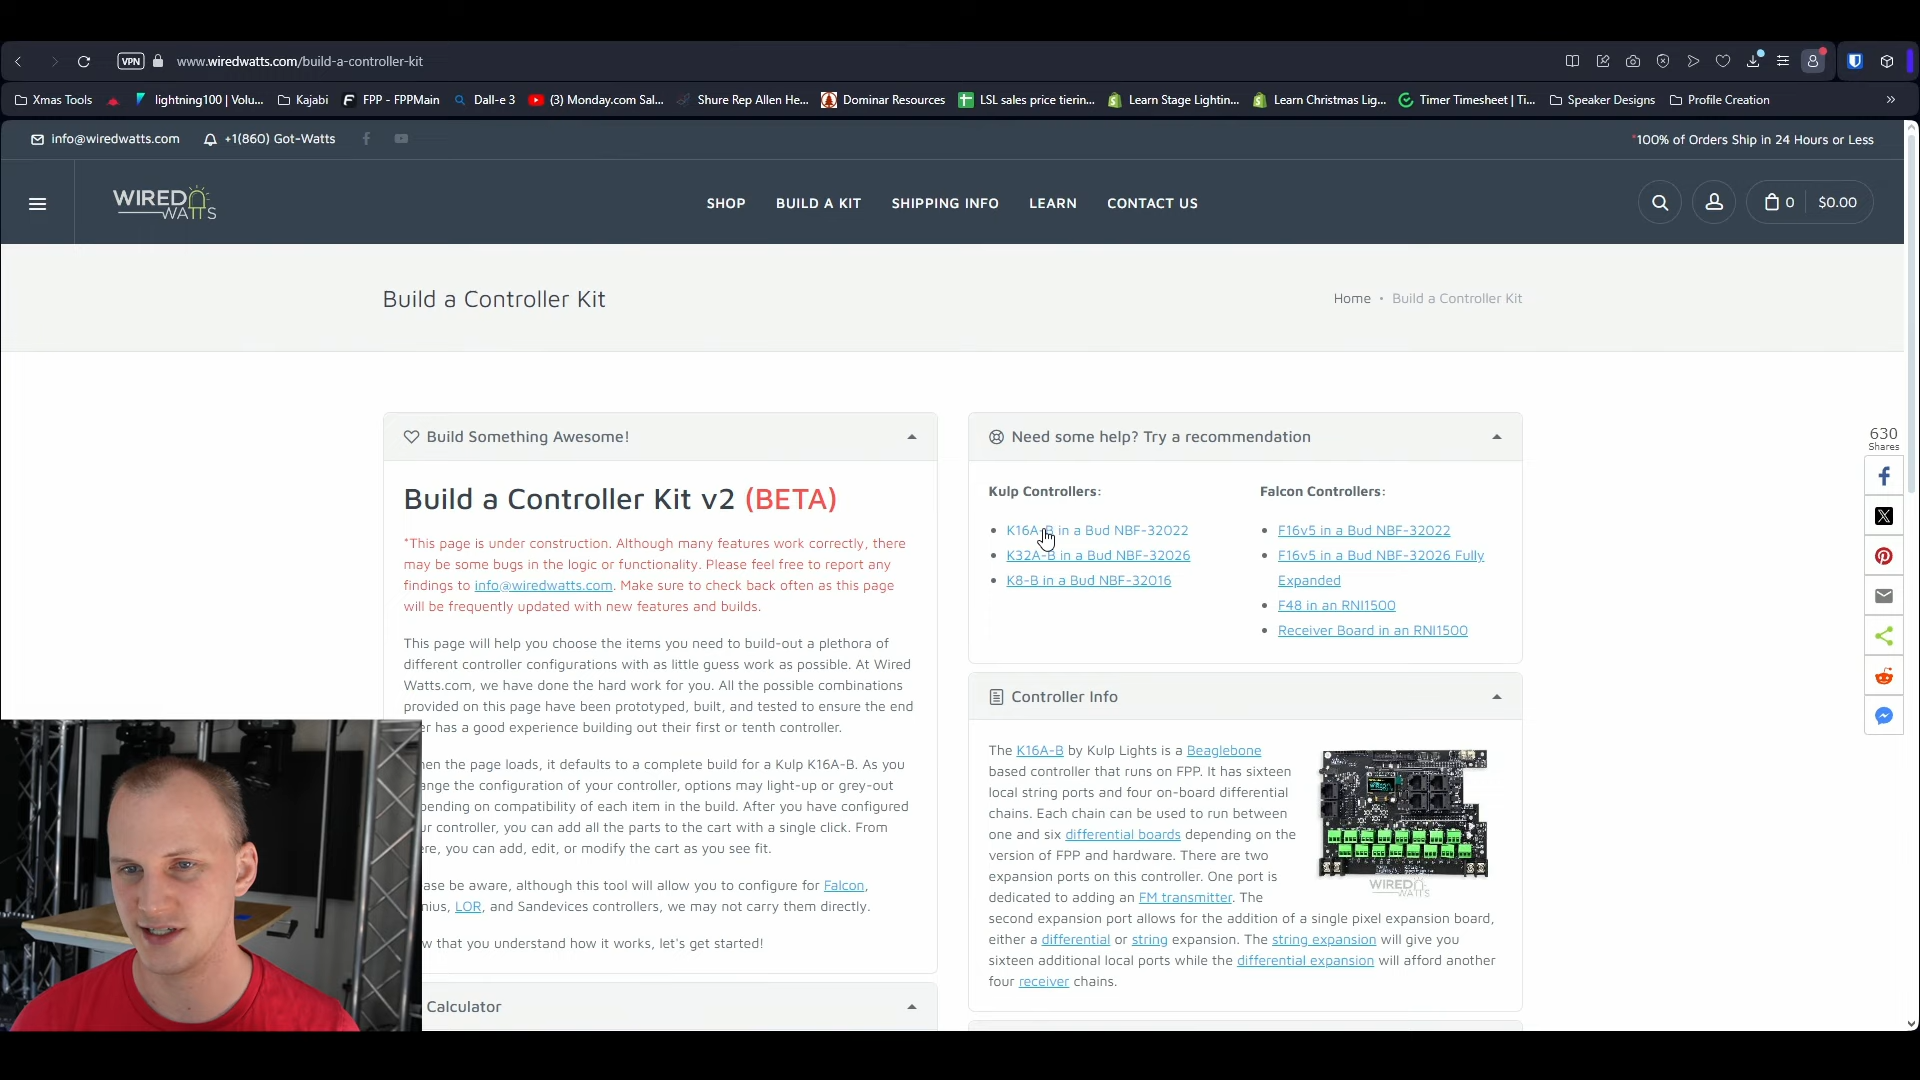 VPN
www.wiredwatts.com/build-a-controller-kit
Xmas Tools
lightning100 | Volu...
Kajabi
FPP - FPPMain
Dall-e 3
(3) Monday.com Sal...
Shure Rep Allen He...
Dominar Resources
LSL sales price tierin...
Learn Stage Lightin...
Learn Christmas Lig...
Timer Timesheet | Ti...
Speaker Designs
Profile Creation
info@wiredwatts.com
+1(860) Got-Watts
*100% of Orders Ship in 24 Hours or Less
WIRED
WATTS
SHOP
BUILD A KIT
SHIPPING INFO
LEARN
CONTACT US
0
$0.00
Build a Controller Kit
Home • Build a Controller Kit
Build Something Awesome!
Build a Controller Kit v2 (BETA)
*This page is under construction. Although many features work correctly, there
may be some bugs in the logic or functionality. Please feel free to report any
findings to info@wiredwatts.com. Make sure to check back often as this page
will be frequently updated with new features and builds.
This page will help you choose the items you need to build-out a plethora of
different controller configurations with as little guess work as possible. At Wired
Watts.com, we have done the hard work for you. All the possible combinations
provided on this page have been prototyped, built, and tested to ensure the end
er has a good experience building out their first or tenth controller.
en the page loads, it defaults to a complete build for a Kulp K16A-B. As you
ange the configuration of your controller, options may light-up or grey-out
pending on compatibility of each item in the build. After you have configured
ur controller, you can add all the parts to the cart with a single click. From
re, you can add, edit, or modify the cart as you see fit.
ase be aware, although this tool will allow you to configure for Falcon,
nius, LOR, and Sandevices controllers, we may not carry them directly.
w that you understand how it works, let's get started!
Calculator
Need some help? Try a recommendation
Kulp Controllers:
K16A-B in a Bud NBF-32022
K32A-B in a Bud NBF-32026
K8-B in a Bud NBF-32016
Falcon Controllers:
F16v5 in a Bud NBF-32022
F16v5 in a Bud NBF-32026 Fully
Expanded
F48 in an RNI1500
Receiver Board in an RNI1500
Controller Info
The K16A-B by Kulp Lights is a Beaglebone
based controller that runs on FPP. It has sixteen
local string ports and four on-board differential
chains. Each chain can be used to run between
one and six differential boards depending on the
version of FPP and hardware. There are two
expansion ports on this controller. One port is
dedicated to adding an FM transmitter. The
second expansion port allows for the addition of a single pixel expansion board,
either a differential or string expansion. The string expansion will give you
sixteen additional local ports while the differential expansion will afford another
four receiver chains.
WIRED
WATTS
630
Shares